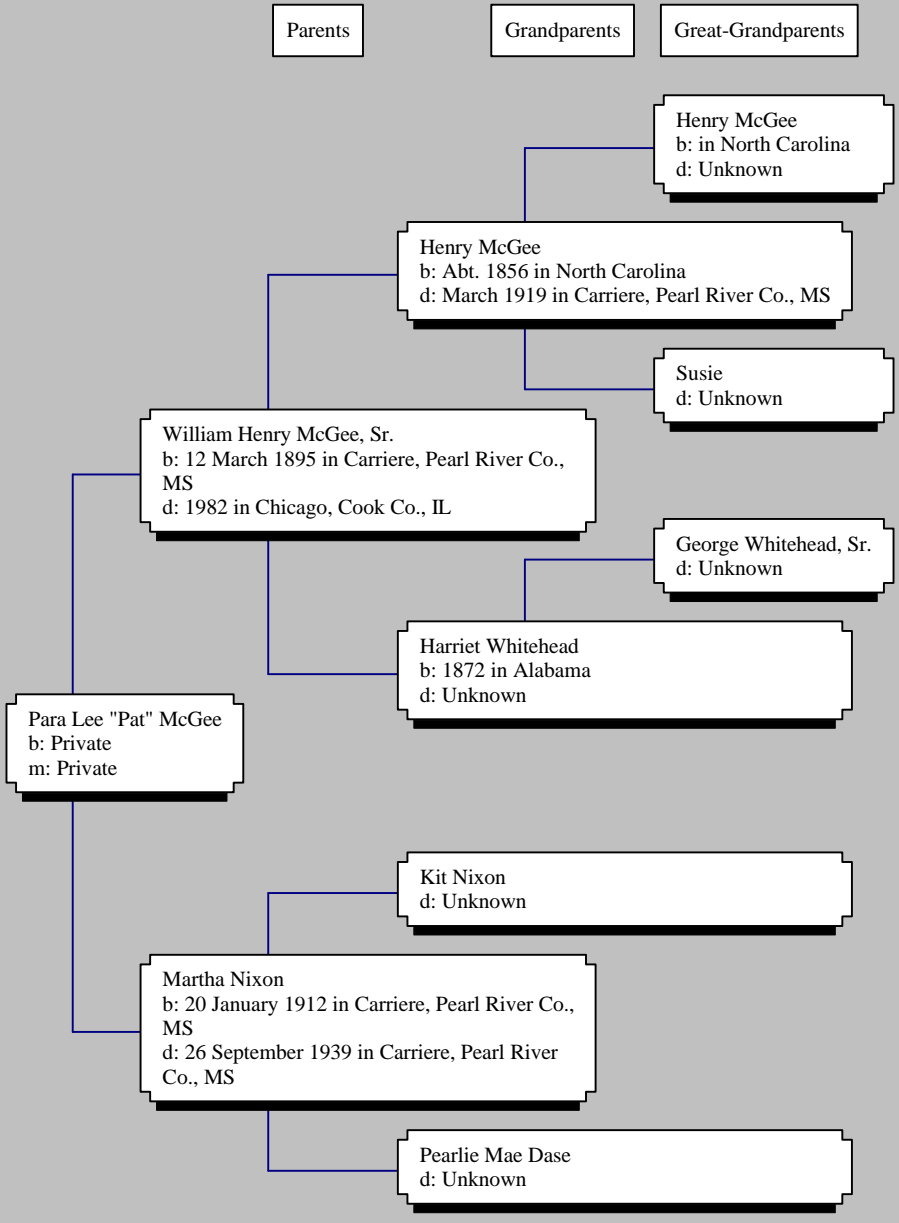 Parents
Grandparents
Great-Grandparents
Henry McGee
b: in North Carolina
d: Unknown
Henry McGee
b: Abt. 1856 in North Carolina
d: March 1919 in Carriere, Pearl River Co., MS
Susie
d: Unknown
William Henry McGee, Sr.
b: 12 March 1895 in Carriere, Pearl River Co.,
MS
d: 1982 in Chicago, Cook Co., IL
George Whitehead, Sr.
d: Unknown
Harriet Whitehead
b: 1872 in Alabama
d: Unknown
Para Lee "Pat" McGee
b: Private
m: Private
Kit Nixon
d: Unknown
Martha Nixon
b: 20 January 1912 in Carriere, Pearl River Co.,
MS
d: 26 September 1939 in Carriere, Pearl River
Co., MS
Pearlie Mae Dase
d: Unknown